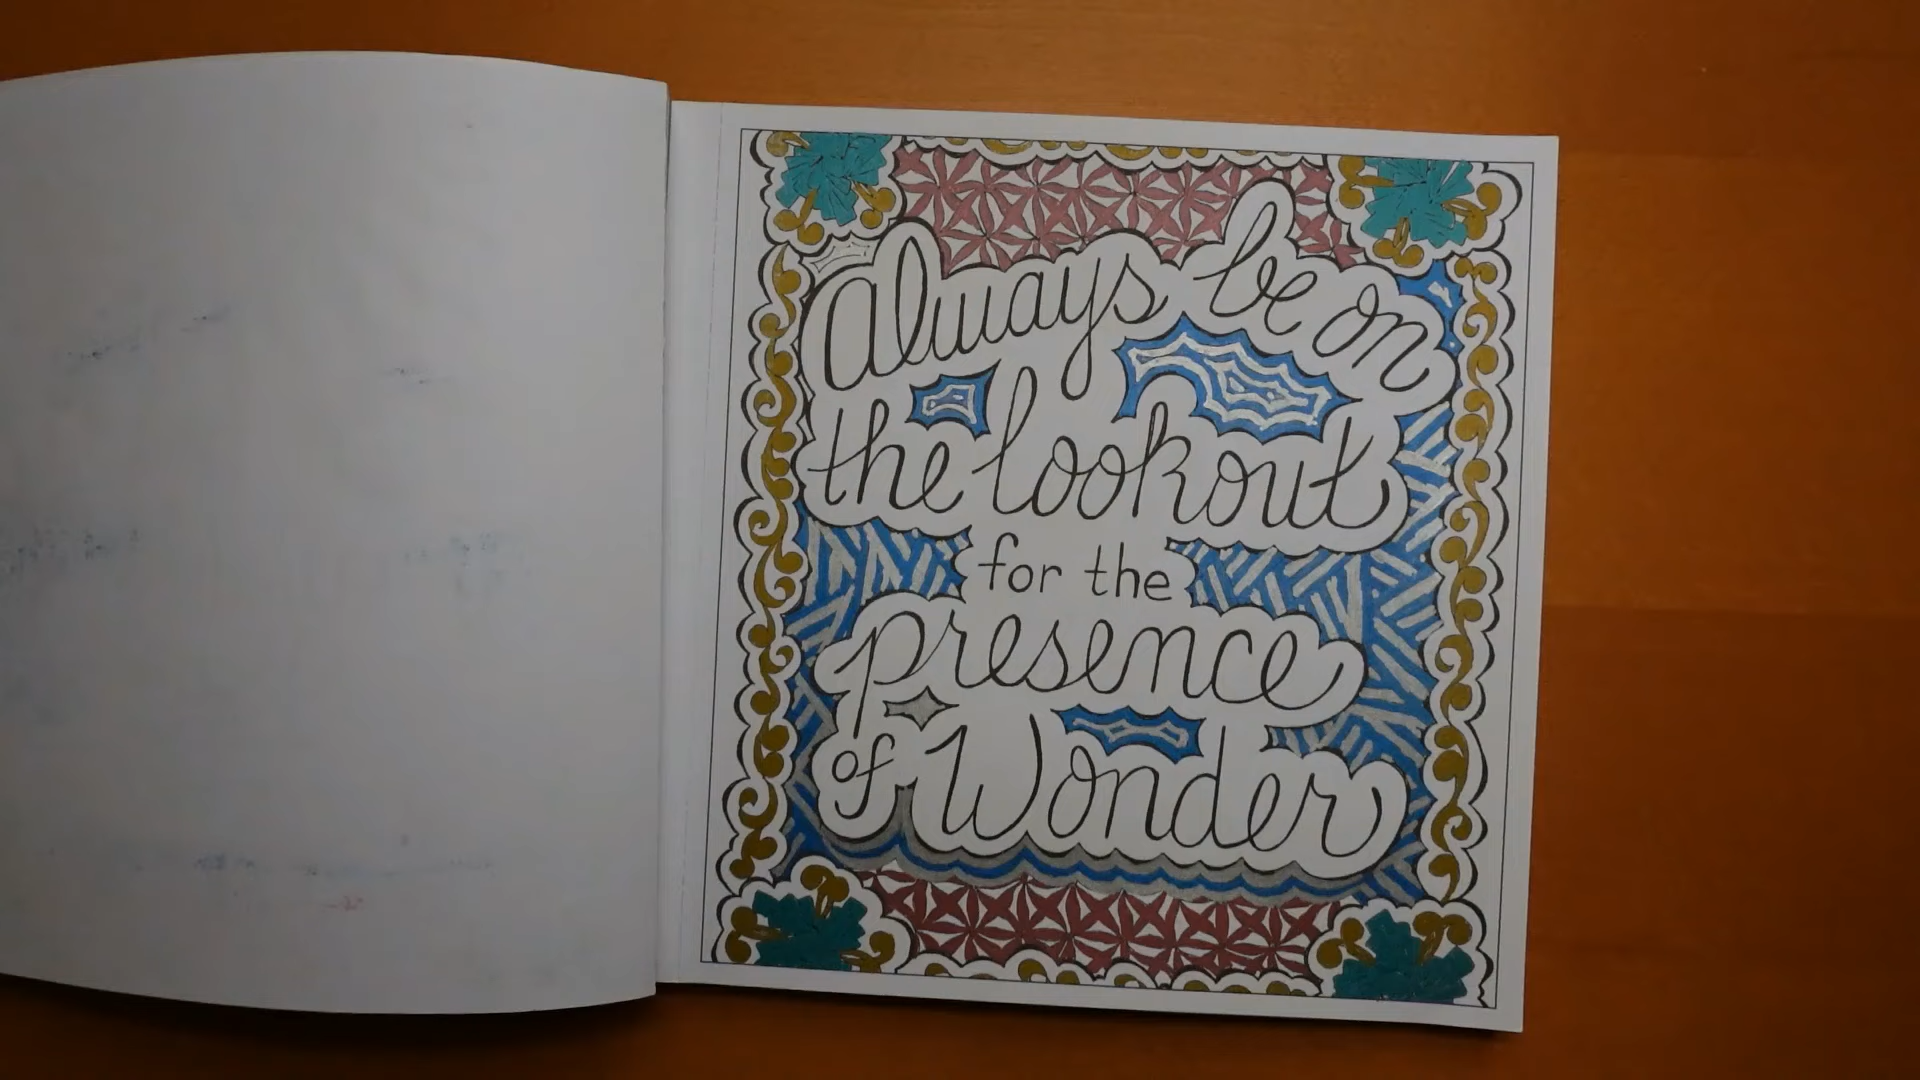 Always be on
the lookout
for the
presence
of Wonder